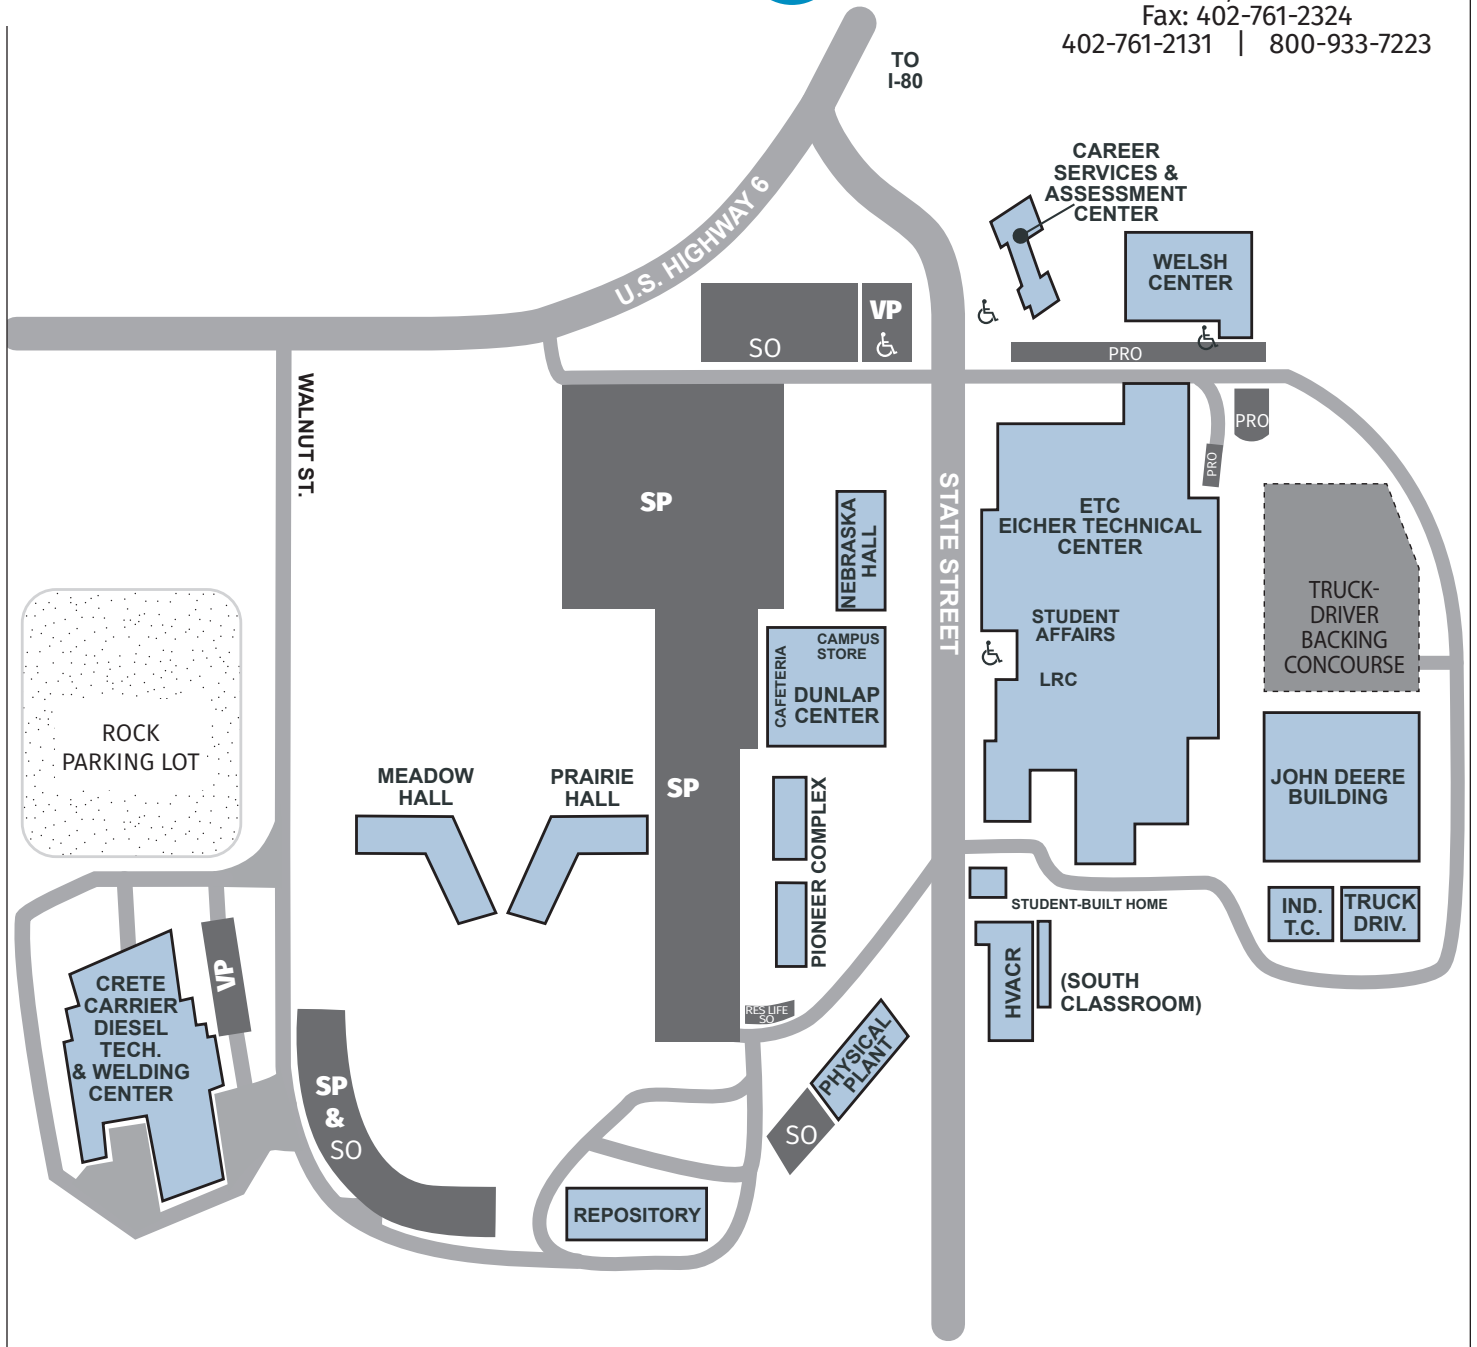 Fax: 402-761-2324
402-761-2131 | 800-933-7223
TO
I-80
CAREER
SERVICES &
ASSESSMENT
CENTER
WELSH
CENTER
U.S. HIGHWAY 6
VP
SO
PRO
WALNUT ST.
PRO
PRO
SP
NEBRASKA
HALL
STATE STREET
ETC
EICHER TECHNICAL
CENTER
STUDENT
AFFAIRS
LRC
TRUCK-
DRIVER
BACKING
CONCOURSE
CAMPUS
STORE
CAFETERIA
DUNLAP
CENTER
ROCK
PARKING LOT
MEADOW
HALL
PRAIRIE
HALL
SP
PIONEER COMPLEX
JOHN DEERE
BUILDING
STUDENT-BUILT HOME
IND.
T.C.
TRUCK
DRIV.
VP
CRETE
CARRIER
DIESEL
TECH.
& WELDING
CENTER
HVACR
(SOUTH
CLASSROOM)
RES LIFE
SO
PHYSICAL
PLANT
SP
&
SO
SO
REPOSITORY